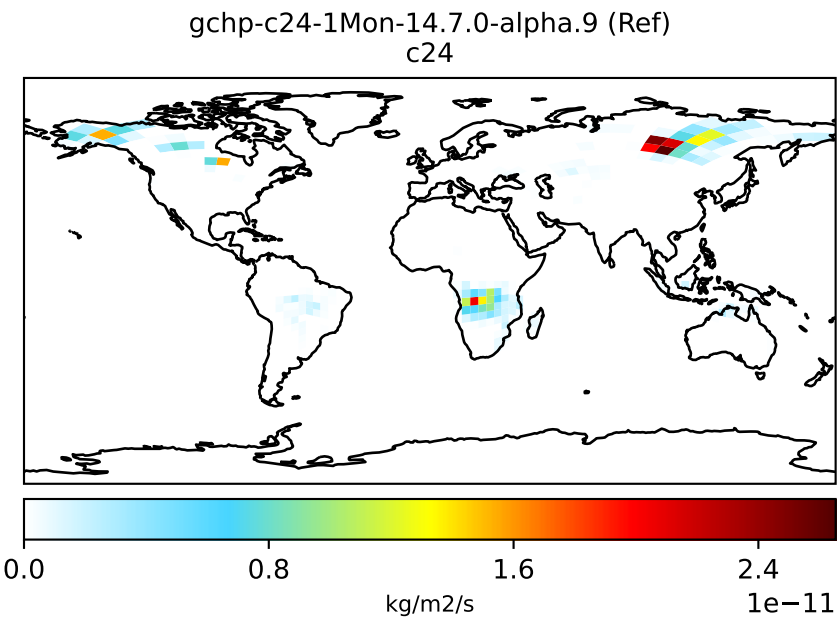 gchp-c24-1Mon-14.7.0-alpha.9 (Ref)
c24
0.0 0.8 1.6 2.4
1e−11
kg/m2/s